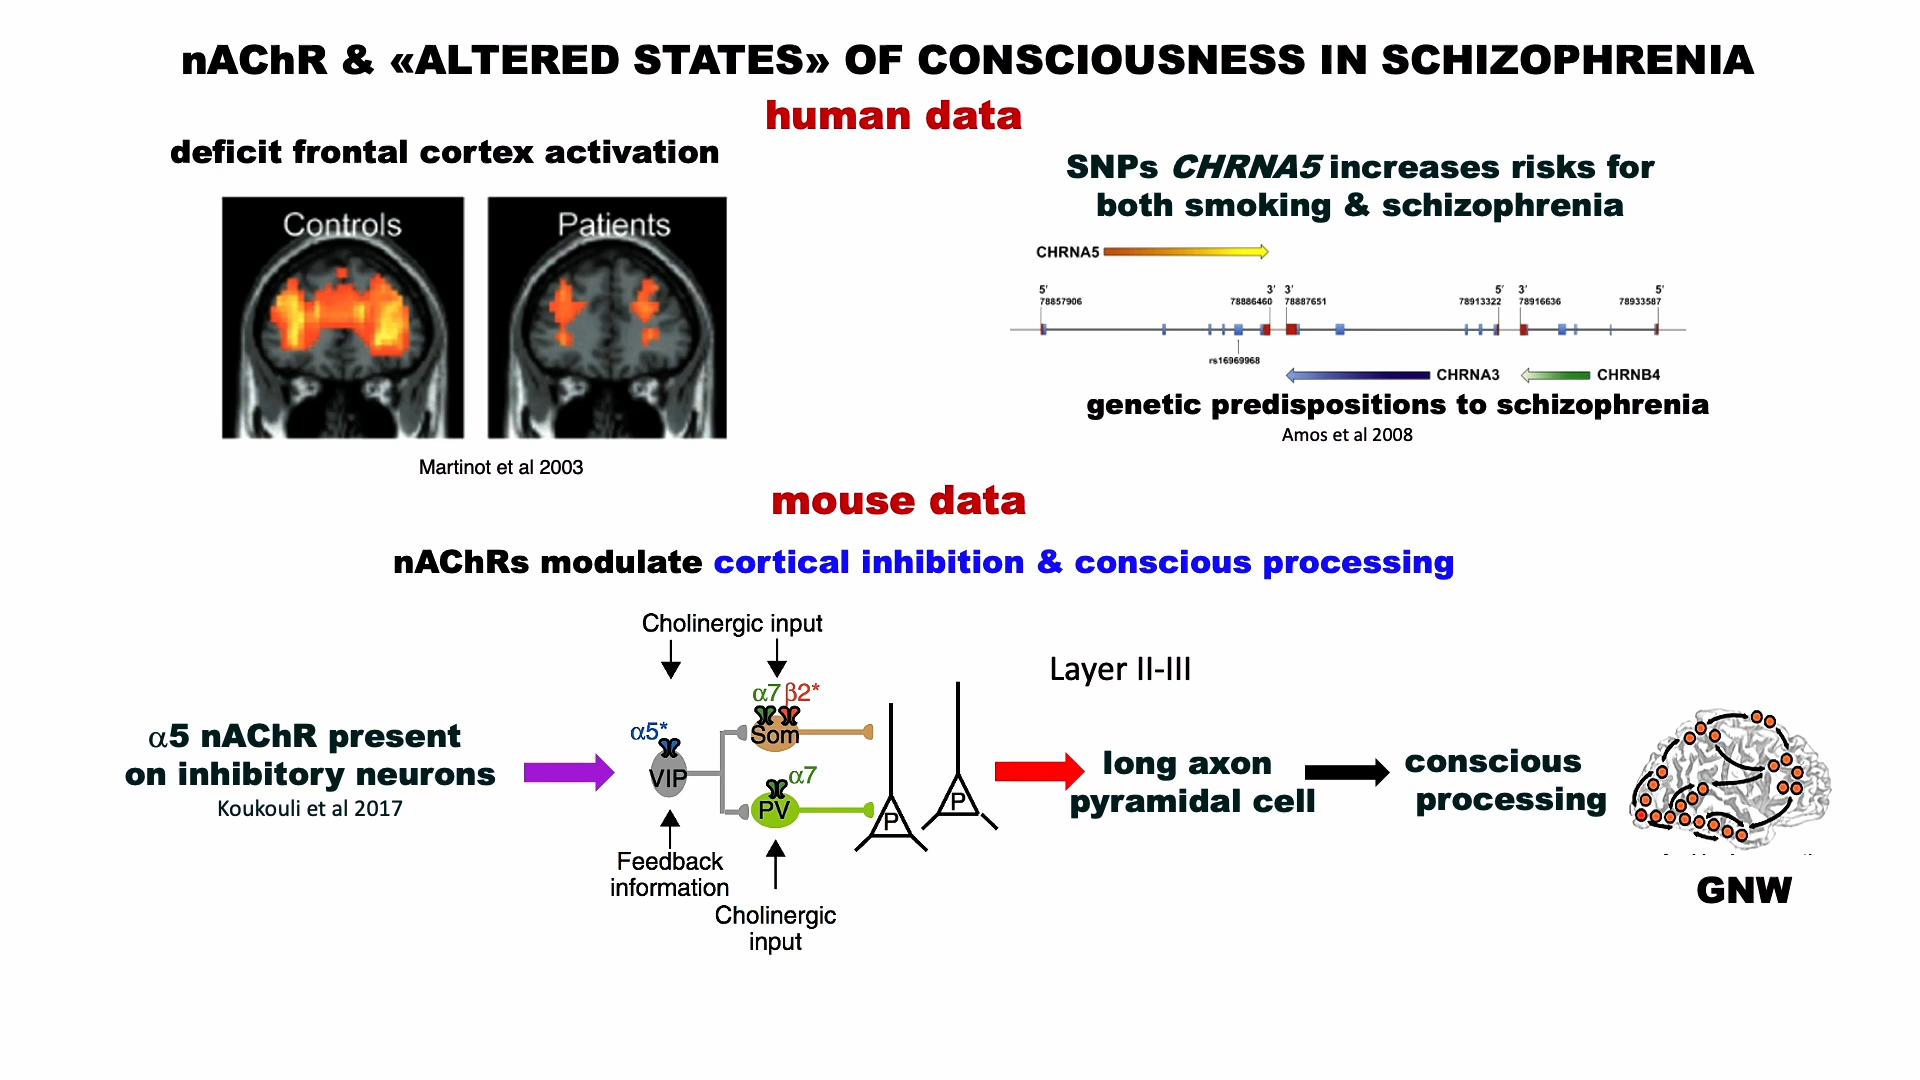 nAChR & «ALTERED STATES» OF CONSCIOUSNESS IN SCHIZOPHRENIA
human data
deficit frontal cortex activation
Controls
Patients
Martinot et al 2003
SNPs CHRNA5 increases risks for
both smoking & schizophrenia
CHRNA5
5' 3' 3' 5' 3' 5'
78857906 78886460 78887651 78913322 78916636 78933587
rs16969968
CHRNA3 CHRNB4
genetic predispositions to schizophrenia
Amos et al 2008
mouse data
nAChRs modulate cortical inhibition & conscious processing
α5 nAChR present
on inhibitory neurons
Koukouli et al 2017
Cholinergic input
α7 β2*
α5*
Som
VIP
α7
PV
P
P
Feedback
information
Cholinergic
input
Layer II-III
long axon
pyramidal cell
conscious
processing
GNW